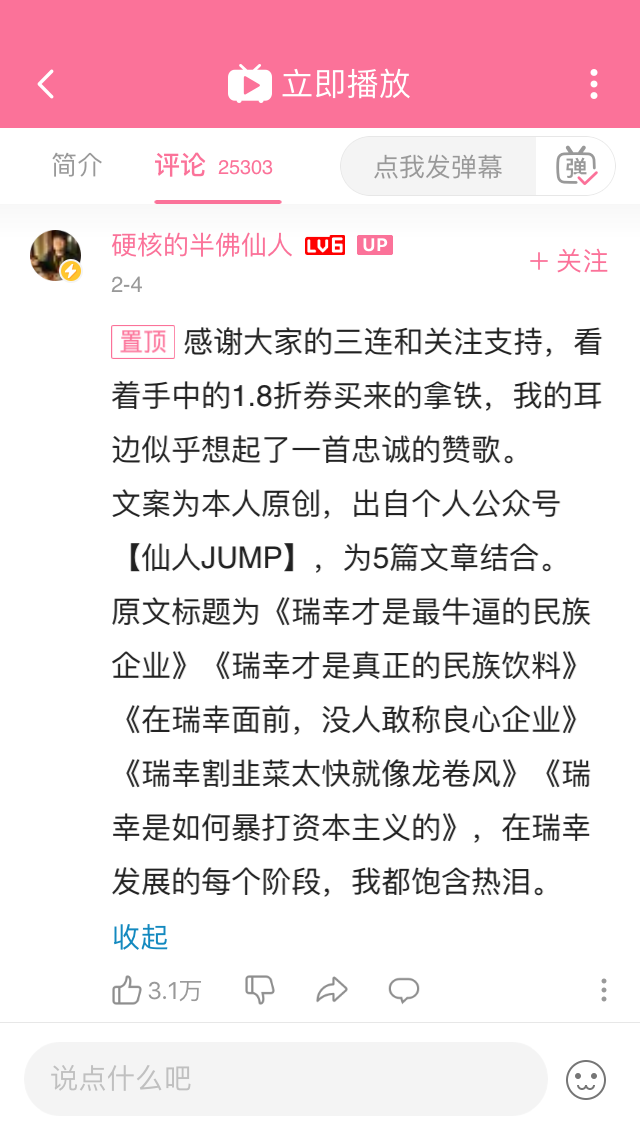 立即播放
简介 评论 25303 点我发弹幕 弹
硬核的半佛仙人 LV6 UP
+ 关注
2-4
置顶 感谢大家的三连和关注支持，看
着手中的1.8折券买来的拿铁，我的耳
边似乎想起了一首忠诚的赞歌。
文案为本人原创，出自个人公众号
【仙人JUMP】，为5篇文章结合。
原文标题为《瑞幸才是最牛逼的民族
企业》《瑞幸才是真正的民族饮料》
《在瑞幸面前，没人敢称良心企业》
《瑞幸割韭菜太快就像龙卷风》《瑞
幸是如何暴打资本主义的》，在瑞幸
发展的每个阶段，我都饱含热泪。
收起
3.1万
说点什么吧